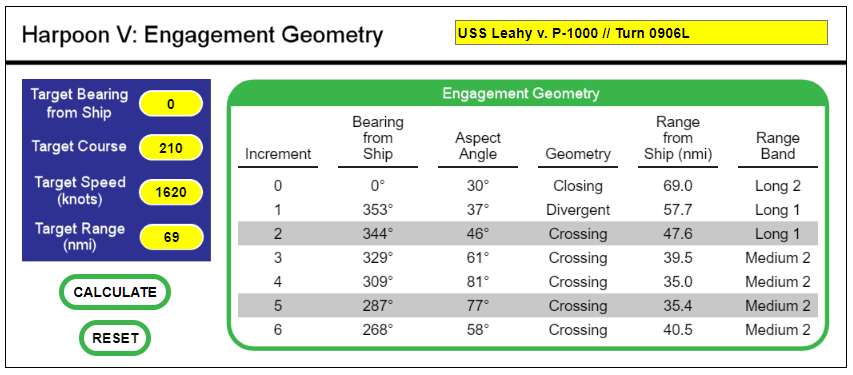 Harpoon V: Engagement Geometry
USS Leahy v. P-1000 // Turn 0906L
Target Bearing
from Ship
0
Target Course
210
Target Speed
(knots)
1620
Target Range
(nmi)
69
CALCULATE
RESET
Engagement Geometry
Increment Bearing from Ship Aspect Angle Geometry Range from Ship (nmi) Range Band
0 0° 30° Closing 69.0 Long 2
1 353° 37° Divergent 57.7 Long 1
2 344° 46° Crossing 47.6 Long 1
3 329° 61° Crossing 39.5 Medium 2
4 309° 81° Crossing 35.0 Medium 2
5 287° 77° Crossing 35.4 Medium 2
6 268° 58° Crossing 40.5 Medium 2